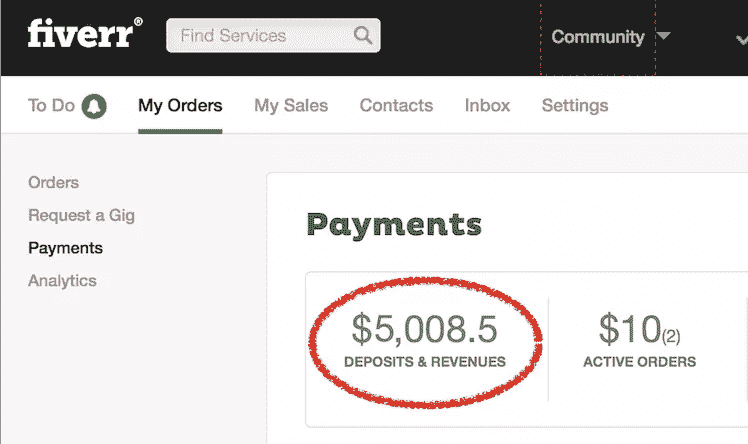 fiverr®
Find Services
Community
To Do
My Orders
My Sales
Contacts
Inbox
Settings
Orders
Request a Gig
Payments
Analytics
Payments
$5,008.5
DEPOSITS & REVENUES
$10(2)
ACTIVE ORDERS